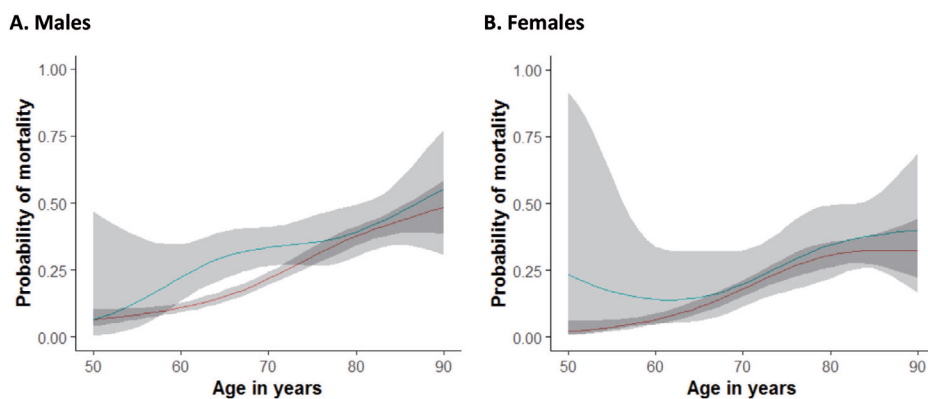 A. Males
B. Females
Probability of mortality
1.00
0.75
0.50
0.25
0.00
50 60 70 80 90
Age in years
Probability of mortality
1.00
0.75
0.50
0.25
0.00
50 60 70 80 90
Age in years